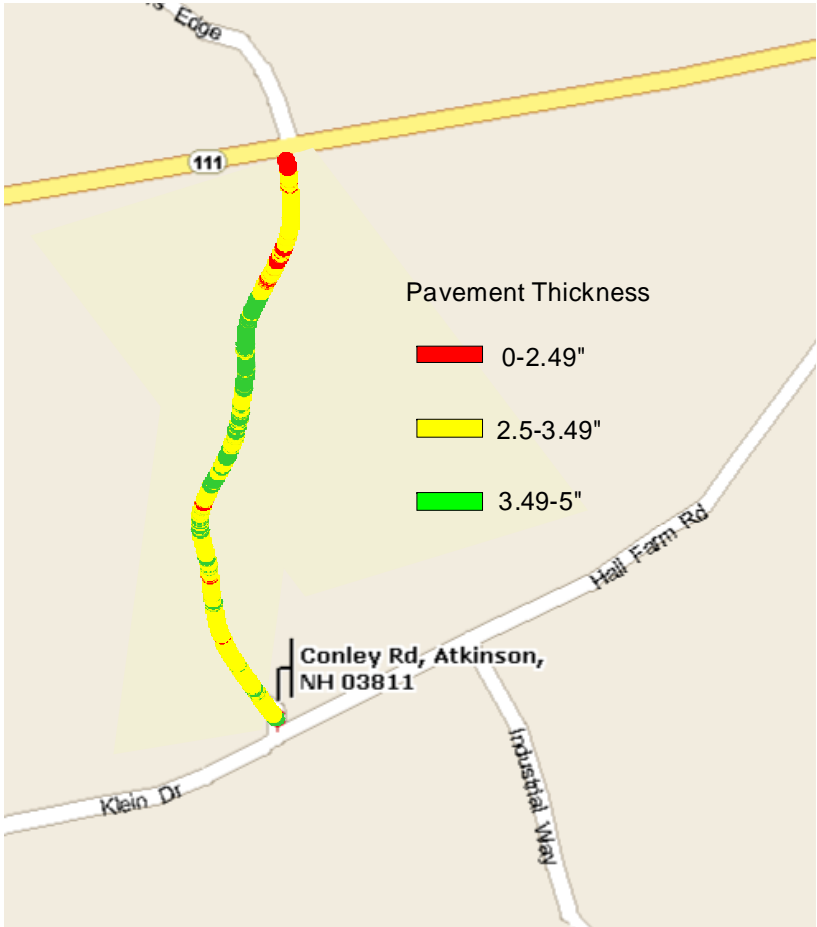 Edge
111
Pavement Thickness
0-2.49"
2.5-3.49"
3.49-5"
Hall Farm Rd
Conley Rd, Atkinson,
NH 03811
Industrial Way
Klein Dr